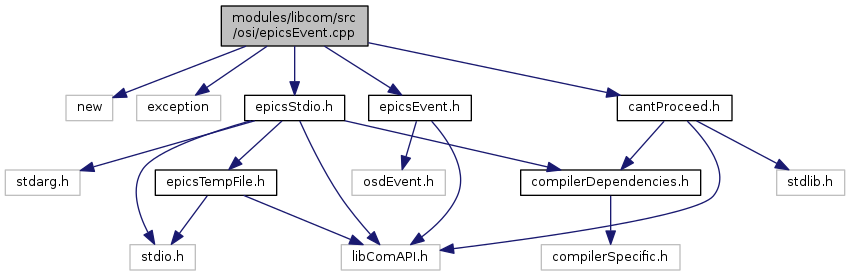 modules/libcom/src
/osi/epicsEvent.cpp
new
exception
epicsStdio.h
epicsEvent.h
cantProceed.h
stdarg.h
epicsTempFile.h
osdEvent.h
compilerDependencies.h
stdlib.h
stdio.h
libComAPI.h
compilerSpecific.h